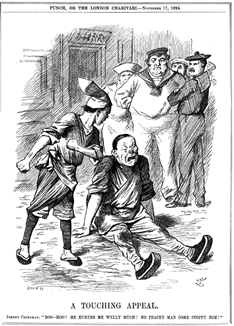 PUNCH, OR THE LONDON CHARIVARI.—NOVEMBER 17, 1894.
A TOUCHING APPEAL.
JOHNNY CHINAMAN. "BOO-HOO! HE HURTEE ME WELLY MUCH! NO PEACEY MAN COME STOPPY HIM!"